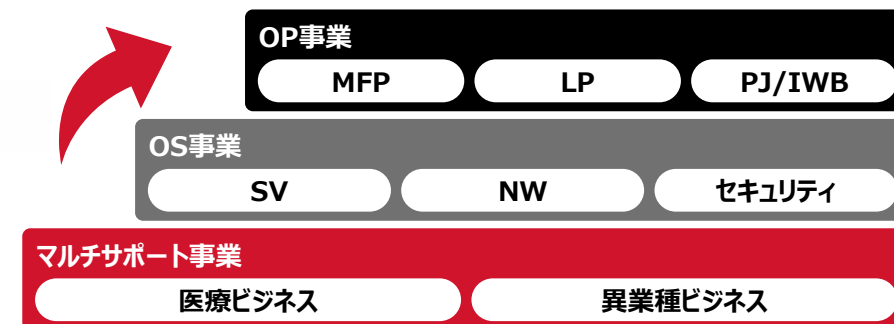 OP事業
MFP LP PJ/IWB
OS事業
SV NW セキュリティ
マルチサポート事業
医療ビジネス 異業種ビジネス